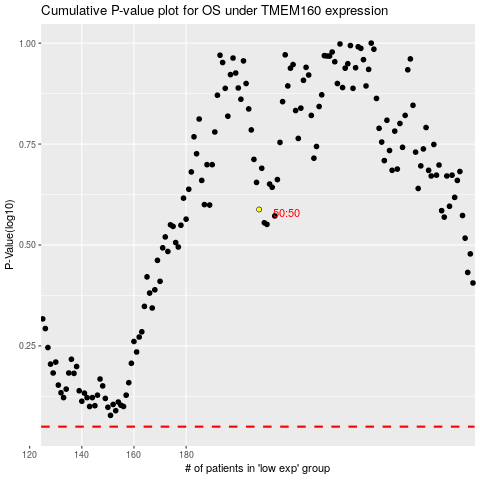 Cumulative P-value plot for OS under TMEM160 expression
P-Value(log10)
1.00
0.75
0.50
0.25
50:50
120 140 160 180
# of patients in 'low exp' group